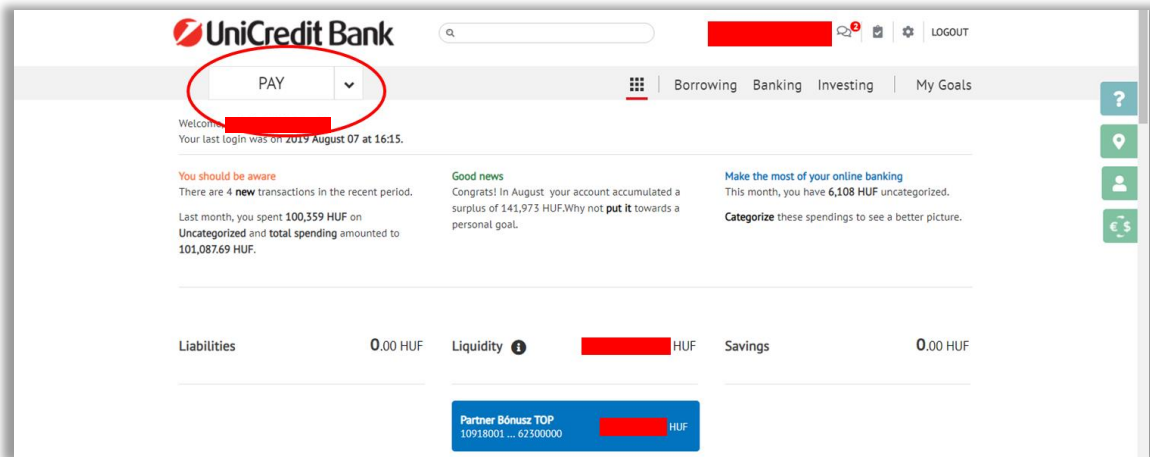 UniCredit Bank
2
LOGOUT
PAY
Borrowing Banking Investing My Goals
Welcome,
Your last login was on 2019 August 07 at 16:15.
You should be aware
There are 4 new transactions in the recent period.
Last month, you spent 100,359 HUF on
Uncategorized and total spending amounted to
101,087.69 HUF.
Good news
Congrats! In August your account accumulated a
surplus of 141,973 HUF.Why not put it towards a
personal goal.
Make the most of your online banking
This month, you have 6,108 HUF uncategorized.
Categorize these spendings to see a better picture.
?
€ $
Liabilities 0.00 HUF
Liquidity i HUF
Savings 0.00 HUF
Partner Bónusz TOP
10918001 ... 62300000 HUF